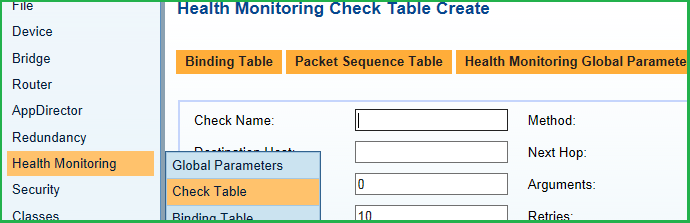 File
Device
Bridge
Router
AppDirector
Redundancy
Health Monitoring
Security
Classes
Health Monitoring Check Table Create
Binding Table
Packet Sequence Table
Health Monitoring Global Paramete
Check Name:
Method:
Destination Host:
Next Hop:
Global Parameters
Check Table
Binding Table
0
Arguments:
10
Retries: